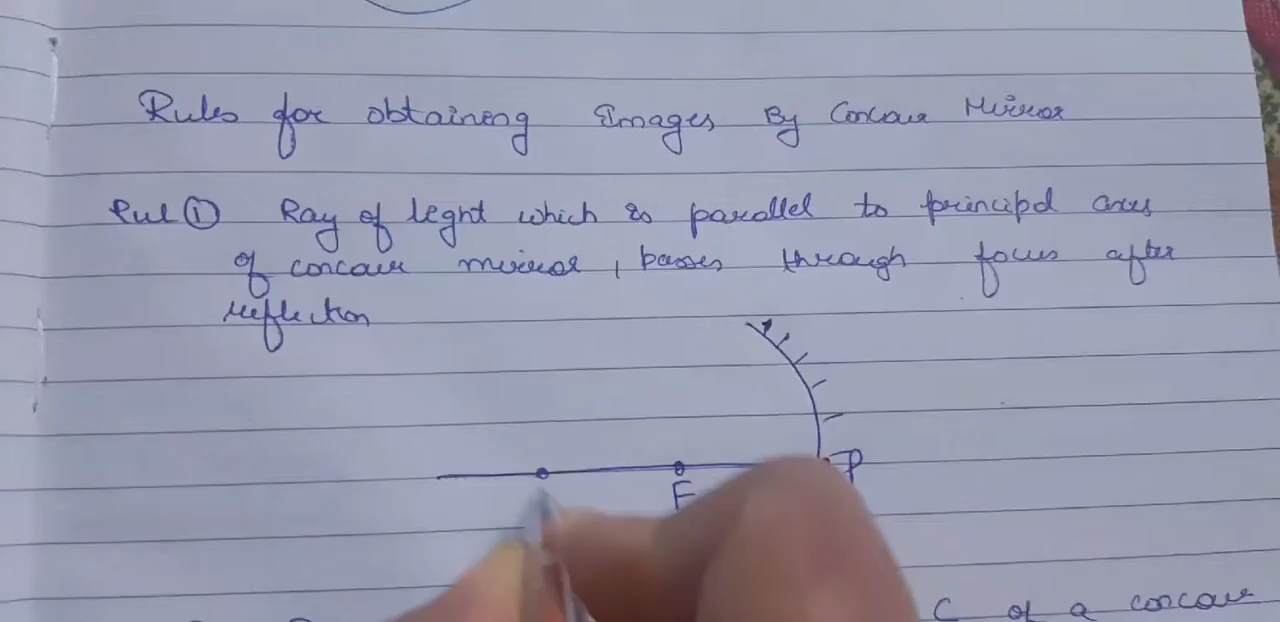 Rules for obtaining Images By Concave Mirror
Rul ① Ray of light which is parallel to principal axis
of concave mirror, passes through focus after
reflection
P
F
C of a concave